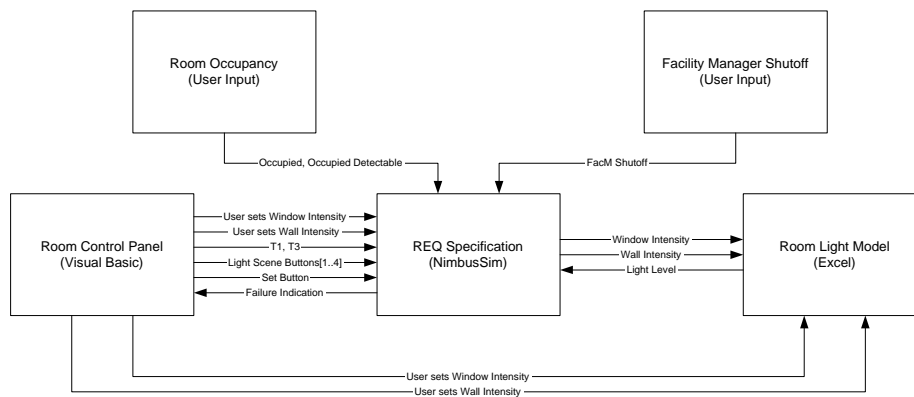 Room Occupancy
(User Input)
Facility Manager Shutoff
(User Input)
Occupied, Occupied Detectable
FacM Shutoff
Room Control Panel
(Visual Basic)
User sets Window Intensity
User sets Wall Intensity
T1, T3
Light Scene Buttons[1..4]
Set Button
Failure Indication
REQ Specification
(NimbusSim)
Window Intensity
Wall Intensity
Light Level
Room Light Model
(Excel)
User sets Window Intensity
User sets Wall Intensity